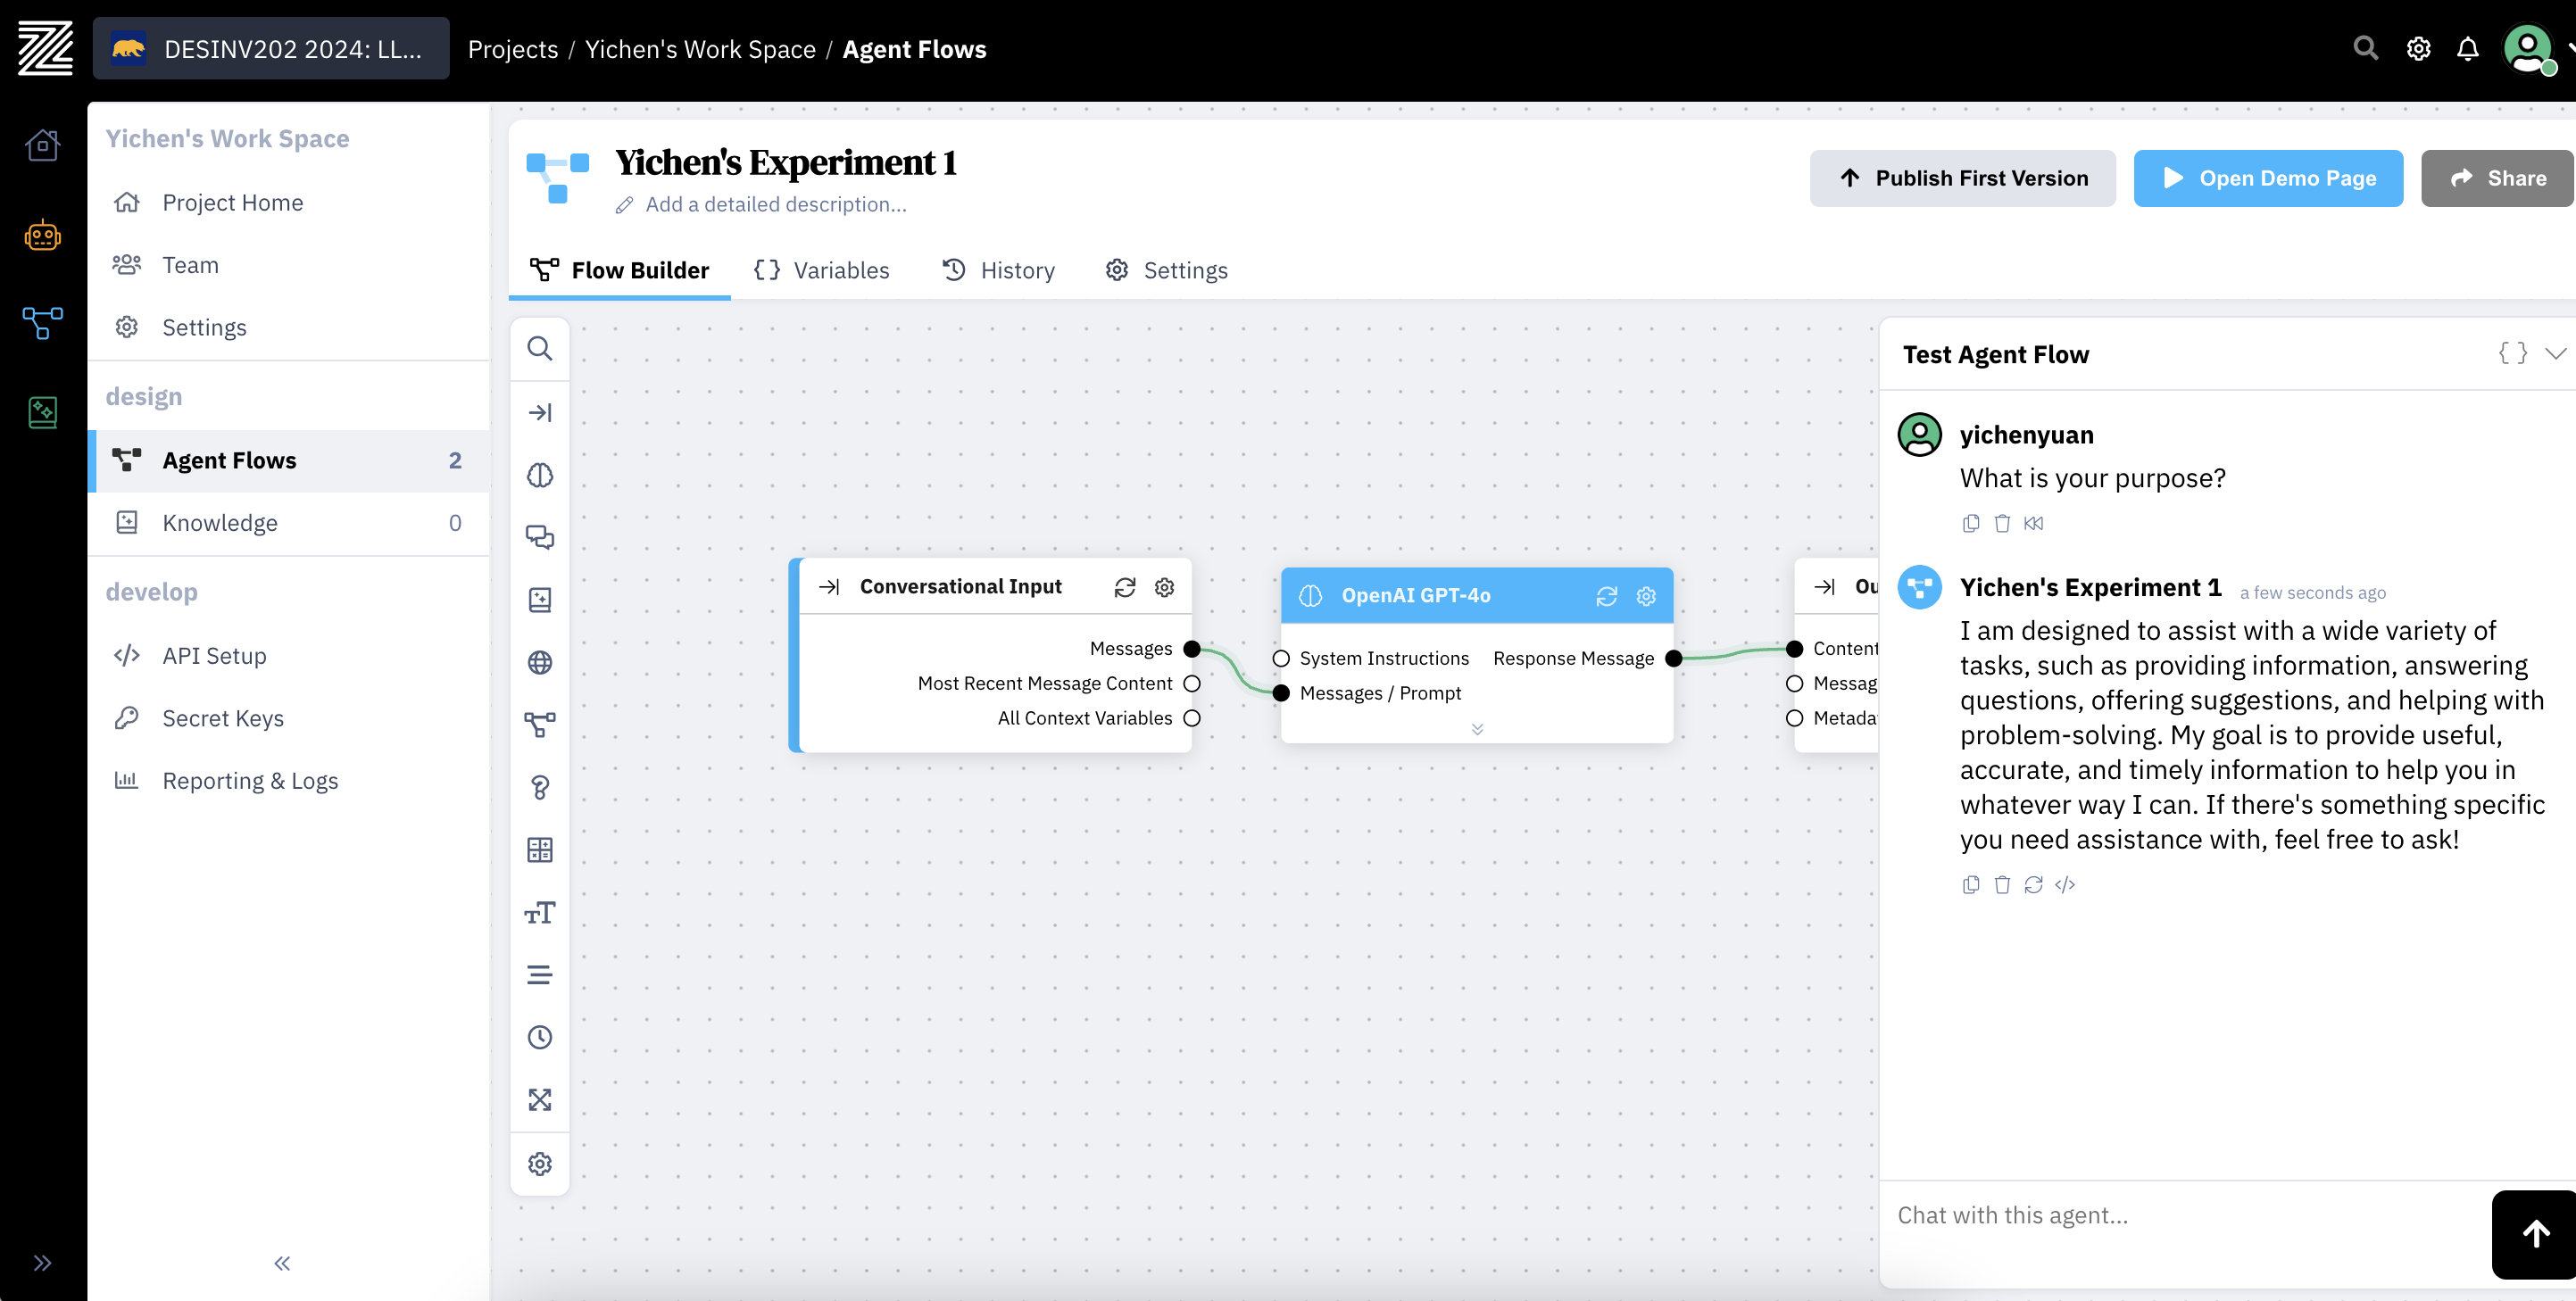 DESINV202 2024: LL...
Projects / Yichen's Work Space / Agent Flows
Yichen's Work Space
Project Home
Team
Settings
design
Agent Flows 2
Knowledge 0
develop
API Setup
Secret Keys
Reporting & Logs
Yichen's Experiment 1
Add a detailed description...
Publish First Version
Open Demo Page
Share
Flow Builder
Variables
History
Settings
Conversational Input
Messages
Most Recent Message Content
All Context Variables
OpenAI GPT-4o
System Instructions Response Message
Messages / Prompt
Ou
Content
Messag
Metada
Test Agent Flow
yichenyuan
What is your purpose?
Yichen's Experiment 1 a few seconds ago
I am designed to assist with a wide variety of
tasks, such as providing information, answering
questions, offering suggestions, and helping with
problem-solving. My goal is to provide useful,
accurate, and timely information to help you in
whatever way I can. If there's something specific
you need assistance with, feel free to ask!
Chat with this agent...